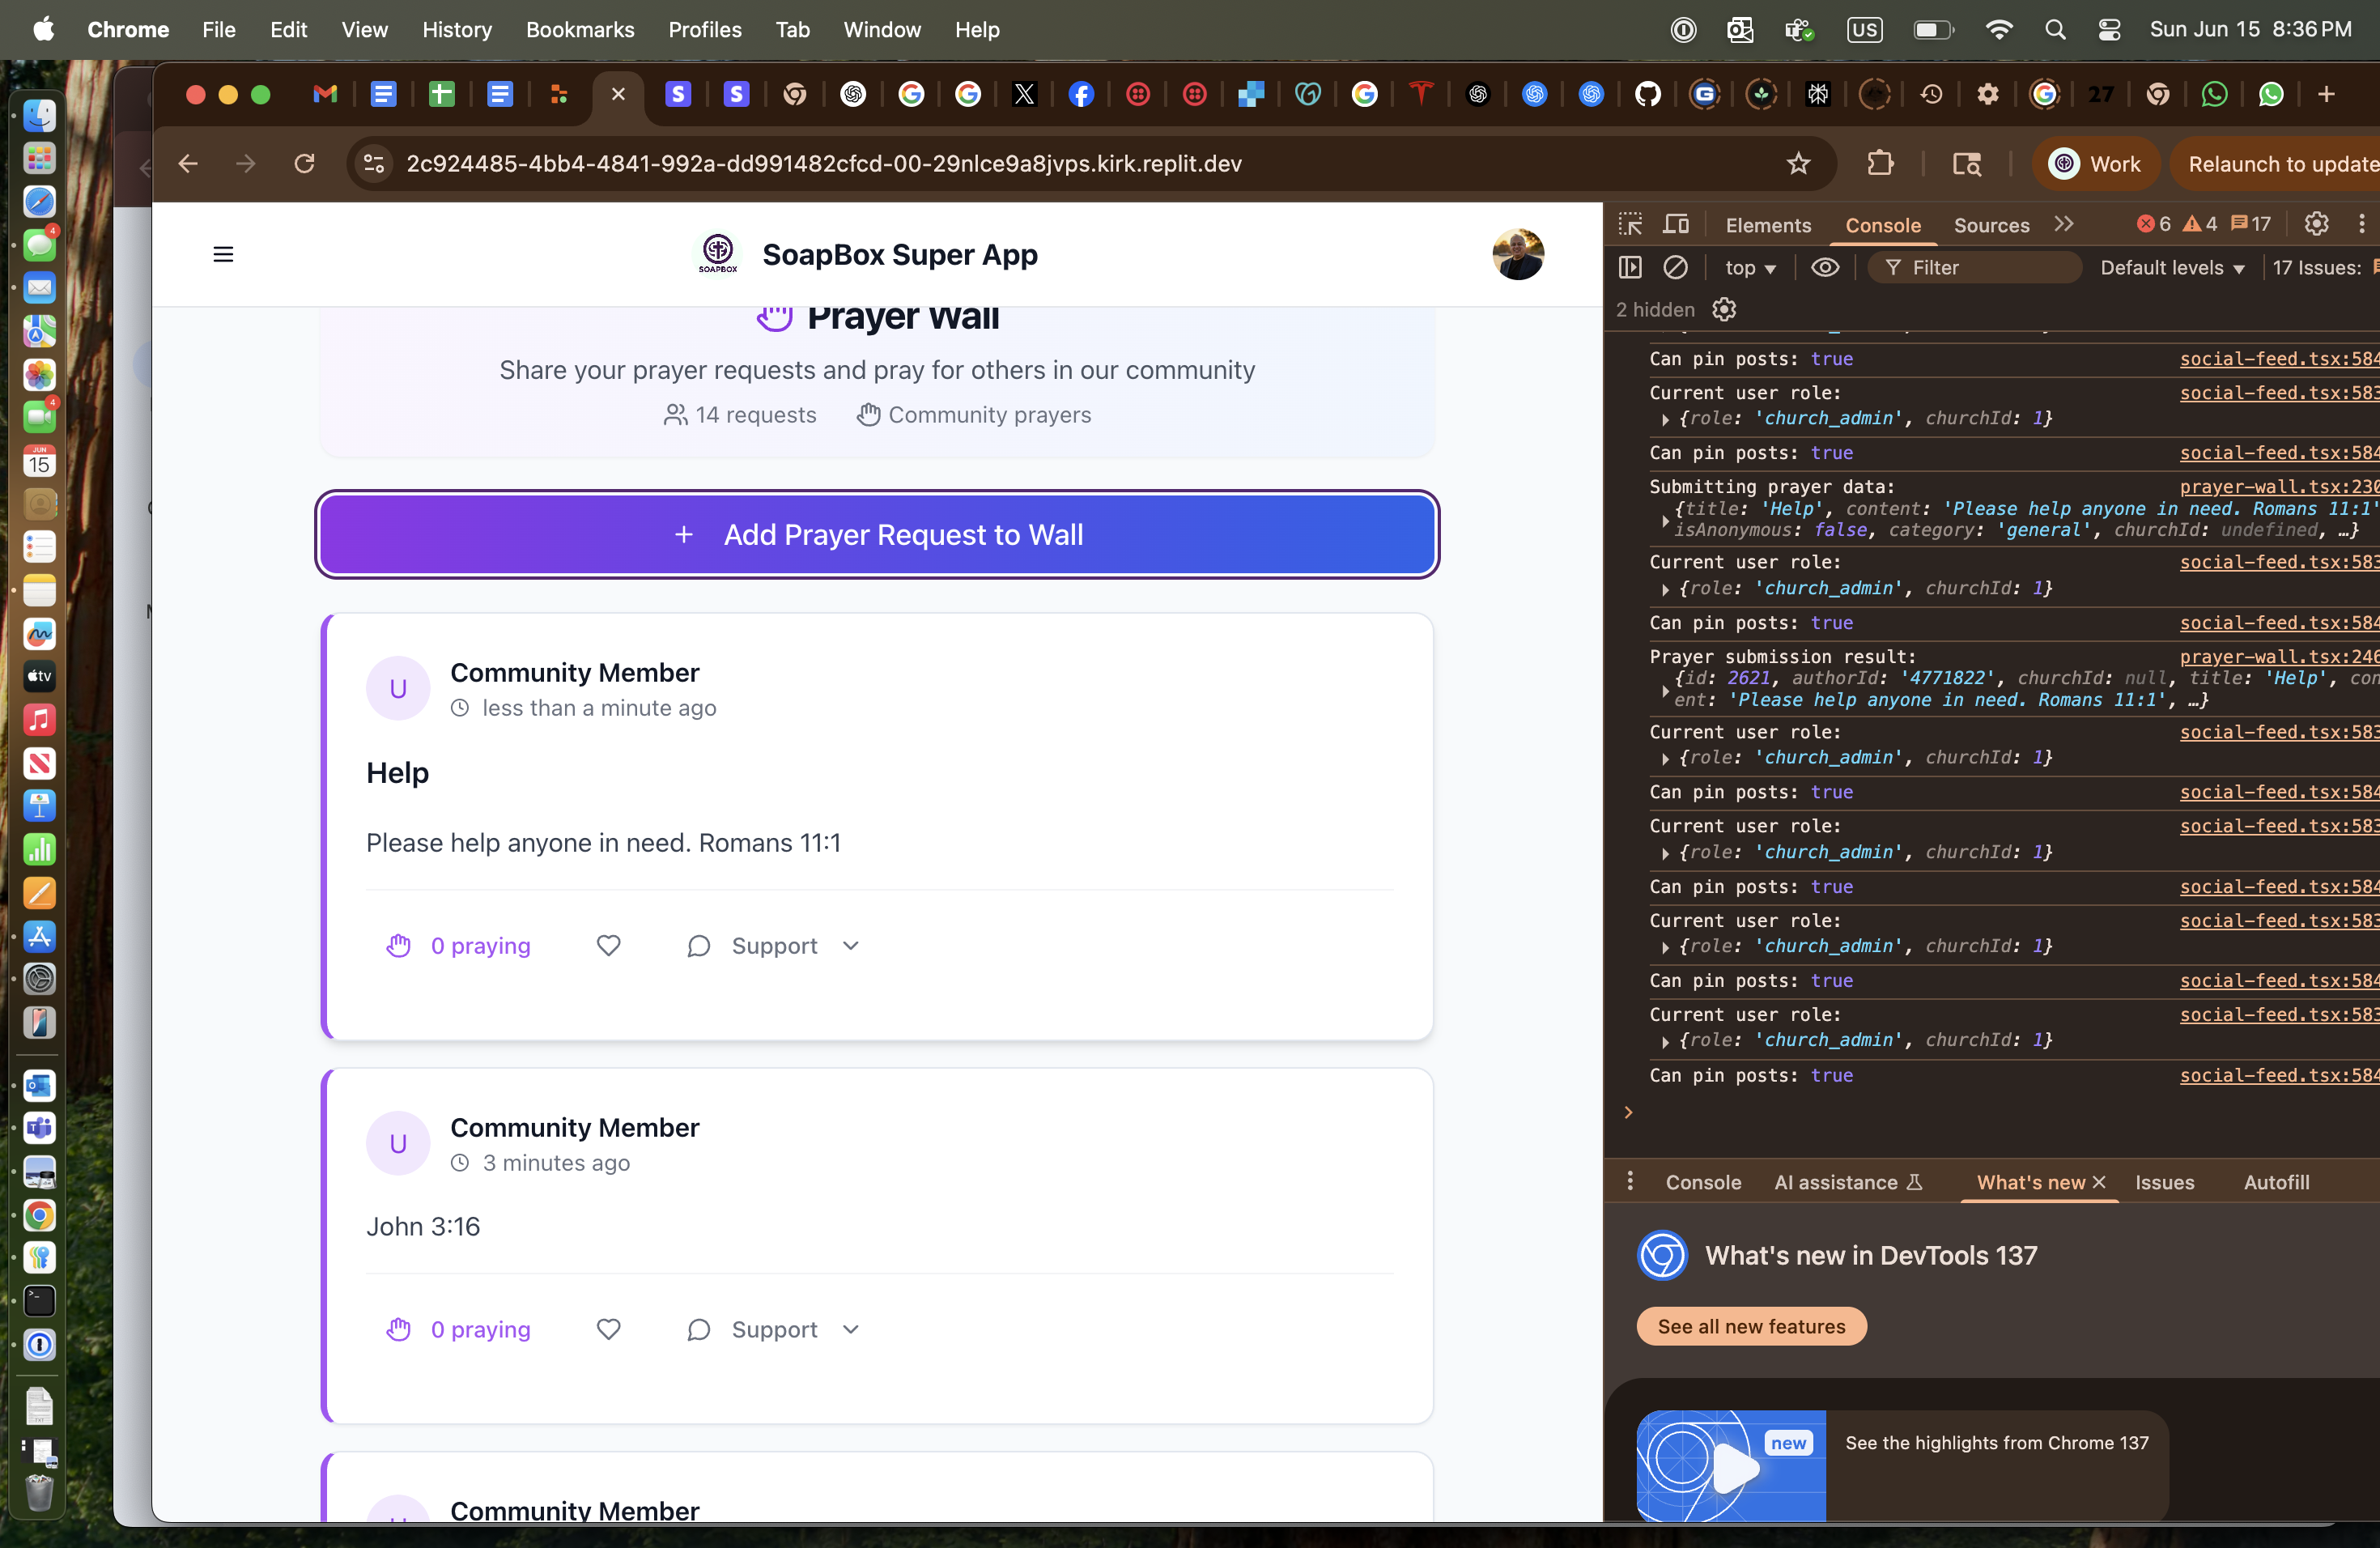 Chrome File Edit View History Bookmarks Profiles Tab Window Help US Sun Jun 15 8:36 PM
27
2c924485-4bb4-4841-992a-dd991482cfcd-00-29nlce9a8jvps.kirk.replit.dev Work Relaunch to update
SOAPBOX SoapBox Super App
Prayer Wall
Share your prayer requests and pray for others in our community
14 requests Community prayers
+ Add Prayer Request to Wall
U Community Member
less than a minute ago
Help
Please help anyone in need. Romans 11:1
0 praying Support
U Community Member
3 minutes ago
John 3:16
0 praying Support
Community Member
Elements Console Sources 6 4 17
top Filter Default levels 17 Issues:
2 hidden
Can pin posts: true social-feed.tsx:584
Current user role: social-feed.tsx:583
{role: 'church_admin', churchId: 1}
Can pin posts: true social-feed.tsx:584
Submitting prayer data: prayer-wall.tsx:230
{title: 'Help', content: 'Please help anyone in need. Romans 11:1'
isAnonymous: false, category: 'general', churchId: undefined, …}
Current user role: social-feed.tsx:583
{role: 'church_admin', churchId: 1}
Can pin posts: true social-feed.tsx:584
Prayer submission result: prayer-wall.tsx:246
{id: 2621, authorId: '4771822', churchId: null, title: 'Help', con
ent: 'Please help anyone in need. Romans 11:1', …}
Current user role: social-feed.tsx:583
{role: 'church_admin', churchId: 1}
Can pin posts: true social-feed.tsx:584
Current user role: social-feed.tsx:583
{role: 'church_admin', churchId: 1}
Can pin posts: true social-feed.tsx:584
Current user role: social-feed.tsx:583
{role: 'church_admin', churchId: 1}
Can pin posts: true social-feed.tsx:584
Current user role: social-feed.tsx:583
{role: 'church_admin', churchId: 1}
Can pin posts: true social-feed.tsx:584
Console AI assistance What's new Issues Autofill
What's new in DevTools 137
See all new features
new See the highlights from Chrome 137
4
4
JUN
15
tv